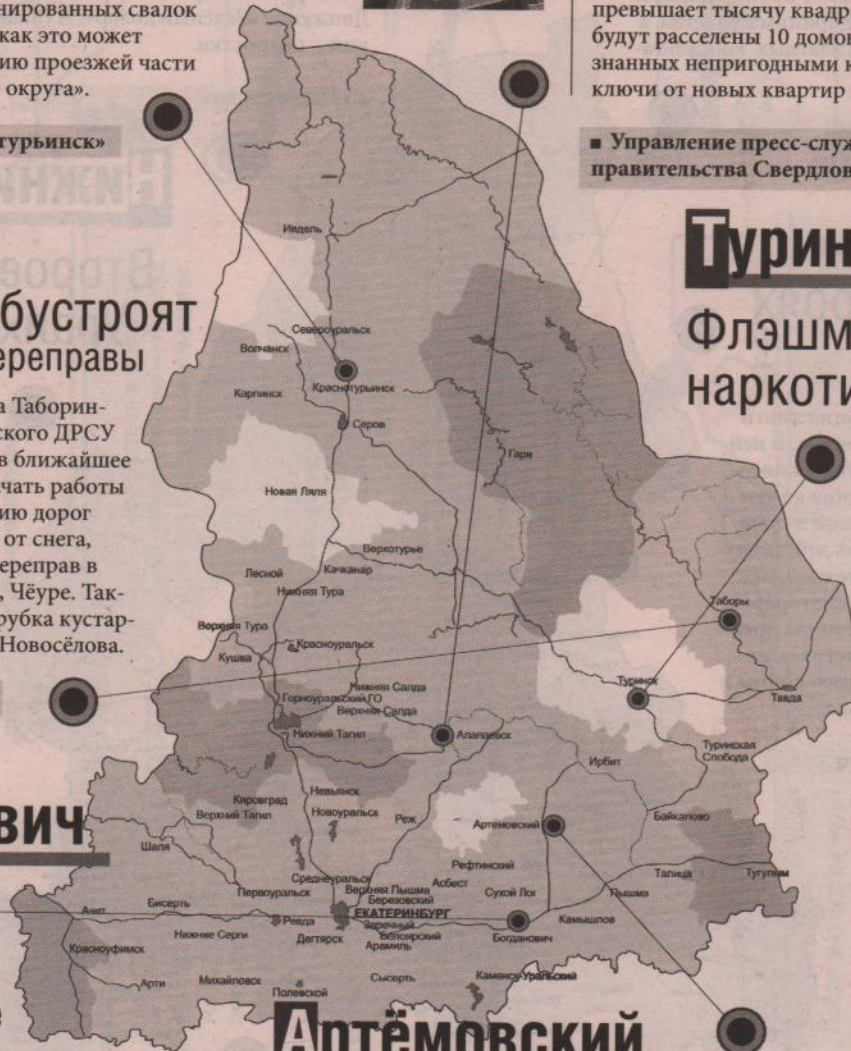 нированных свалок
как это может
ию проезжей части
округа».
турьинск»
превышает тысячу квадр
будут расселены 10 домов
знанных непригодными к
ключи от новых квартир
▪ Управление пресс-служ
правительства Свердлов
Турин
Флэшм
наркоти
бустроят
ереправы
а Таборин-
ского ДРСУ
в ближайшее
чать работы
ию дорог
от снега,
ереправ в
, Чёуре. Так-
рубка кустар-
Новосёлова.
вич
Ивдель
Североуральск
Волчанск
Карпинск
Краснотурьинск
Серов
Гари
Новая Ляля
Верхотурье
Лесной
Качканар
Нижняя Тура
Верхняя Тура
Красноуральск
Кушва
Таборы
Туринск
Тавда
Нижняя Салда
Горноуральский ГО
Верхняя Салда
Нижний Тагил
Алапаевск
Туринская
Слобода
Ирбит
Кировград
Невьянск
Верхний Тагил
Новоуральск
Реж
Артёмовский
Байкалово
Шаля
Рефтинский
Среднеуральск
Асбест
Талица
Тугулым
Первоуральск
Верхняя Пышма
Сухой Лог
Пышма
Березовский
Ачит
Бисерть
Ревда
ЕКАТЕРИНБУРГ
Заречный
Камышлов
Нижние Серги
Дегтярск
Белоярский
Богданович
Красноуфимск
Арамиль
Арти
Михайловск
Полевской
Сысерть
Каменск-Уральский
Артёмовский